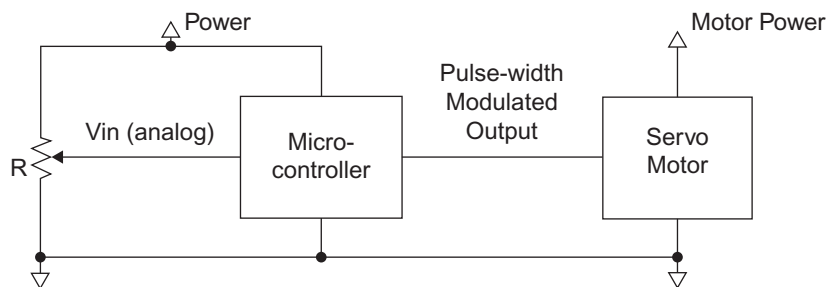 Power
Motor Power
Pulse-width
Modulated
Output
Vin (analog)
R
Micro-
controller
Servo
Motor